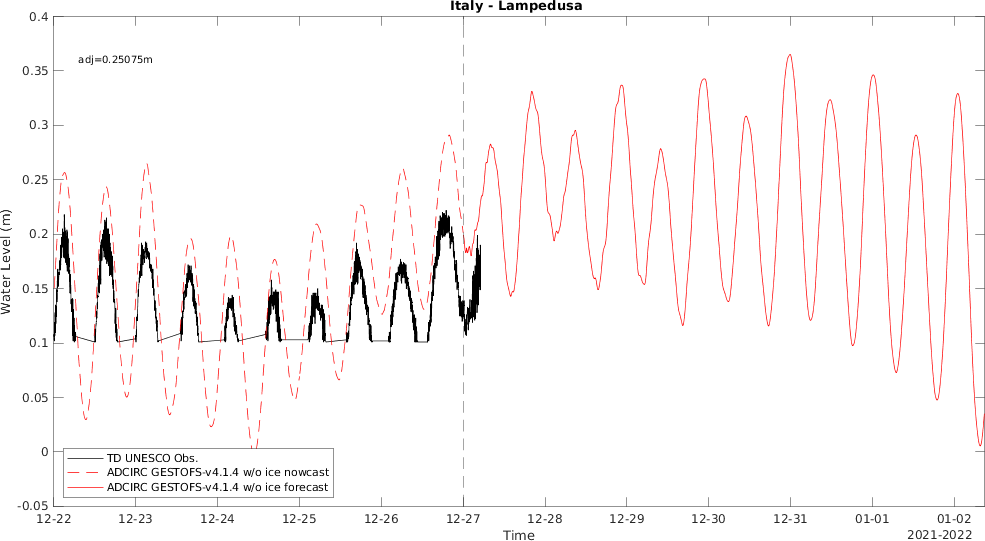 Italy - Lampedusa
adj=0.25075m
0.4
0.35
0.3
0.25
0.2
0.15
0.1
0.05
0
-0.05
Water Level (m)
TD UNESCO Obs.
ADCIRC GESTOFS-v4.1.4 w/o ice nowcast
ADCIRC GESTOFS-v4.1.4 w/o ice forecast
12-22 12-23 12-24 12-25 12-26 12-27 12-28 12-29 12-30 12-31 01-01 01-02
Time
2021-2022